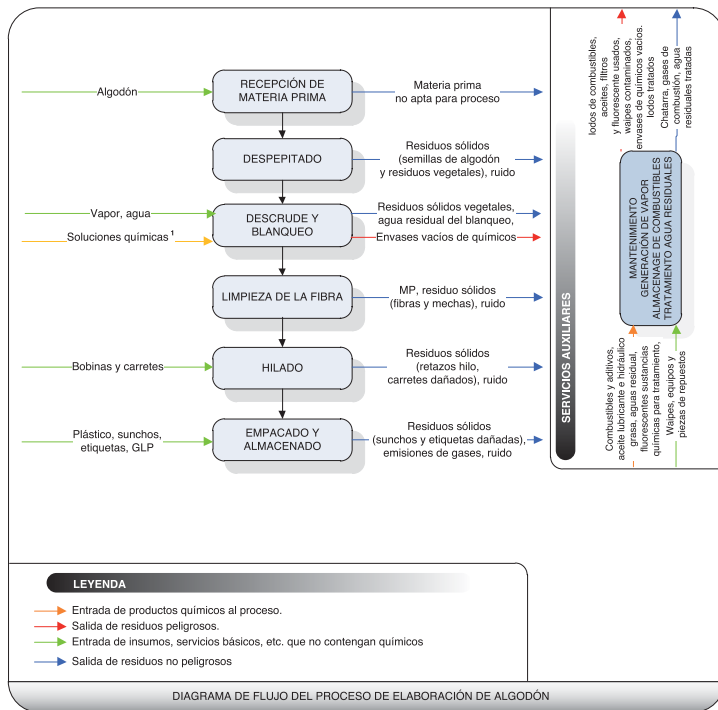 Algodón
RECEPCIÓN DE
MATERIA PRIMA
Materia prima
no apta para proceso
DESPEPITADO
Residuos sólidos
(semillas de algodón
y residuos vegetales), ruido
Vapor, agua
Soluciones químicas ¹
DESCRUDE Y
BLANQUEO
Residuos sólidos vegetales,
agua residual del blanqueo,
Envases vacíos de químicos
LIMPIEZA DE LA FIBRA
MP, residuo sólidos
(fibras y mechas), ruido
Bobinas y carretes
HILADO
Residuos sólidos
(retazos hilo,
carretes dañados), ruido
Plástico, sunchos,
etiquetas, GLP
EMPACADO Y
ALMACENADO
Residuos sólidos
(sunchos y etiquetas dañadas),
emisiones de gases, ruido
SERVICIOS AUXILIARES
lodos de combustibles,
aceites, filtros
y fluorescente usados,
waipes contaminados,
envases de químicos vacíos.
lodos tratados
Chatarra, gases de
combustión, agua
residuales tratadas
MANTENIMIENTO
GENERACIÓN DE VAPOR
ALMACENAGE DE COMBUSTIBLES
TRATAMIENTO AGUA RESIDUALES
Combustibles y aditivos,
aceite lubricante e hidráulico
grasa, aguas residual,
fluorescentes sustancias
químicas para tratamiento,
Waipes, equipos y
piezas de repuestos
LEYENDA
Entrada de productos químicos al proceso.
Salida de residuos peligrosos.
Entrada de insumos, servicios básicos, etc. que no contengan químicos
Salida de residuos no peligrosos
DIAGRAMA DE FLUJO DEL PROCESO DE ELABORACIÓN DE ALGODÓN